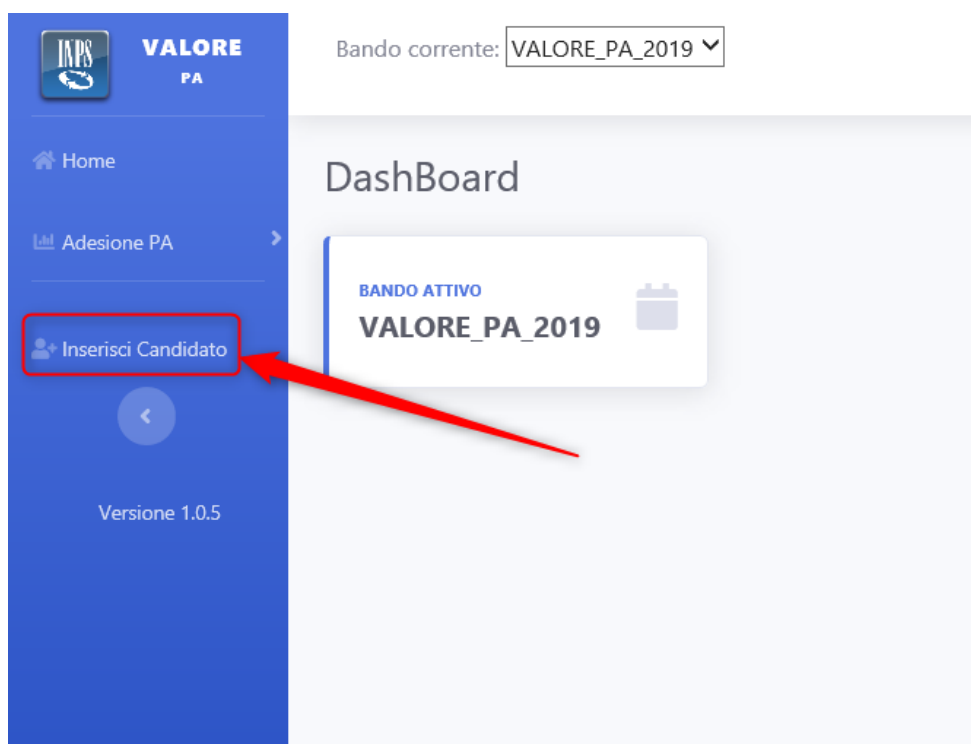 INPS
VALORE
PA
Home
Adesione PA
Inserisci Candidato
Versione 1.0.5
Bando corrente: VALORE_PA_2019
DashBoard
BANDO ATTIVO
VALORE_PA_2019